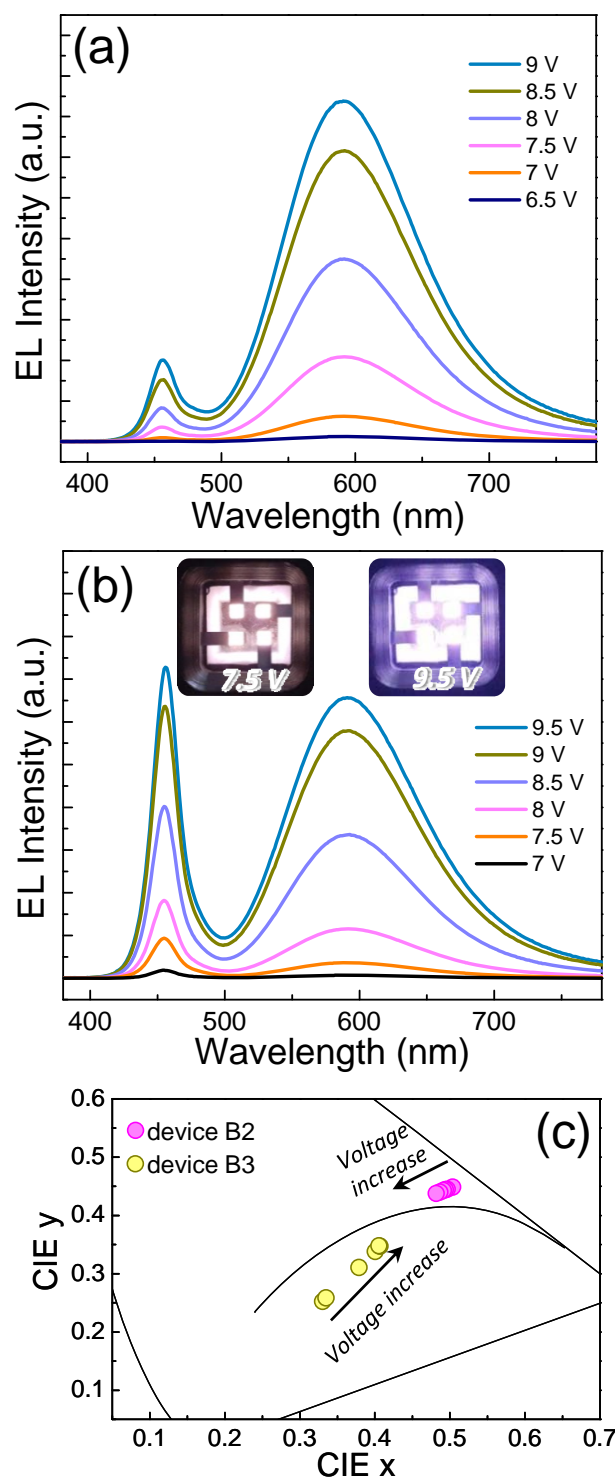 (a)
9 V
8.5 V
8 V
7.5 V
7 V
6.5 V
EL Intensity (a.u.)
400 500 600 700
Wavelength (nm)
(b)
7.5 V
9.5 V
9.5 V
9 V
8.5 V
8 V
7.5 V
7 V
EL Intensity (a.u.)
400 500 600 700
Wavelength (nm)
(c)
device B2
device B3
Voltage
increase
Voltage increase
0.6
0.5
0.4
0.3
0.2
0.1
CIE y
0.1 0.2 0.3 0.4 0.5 0.6 0.7
CIE x